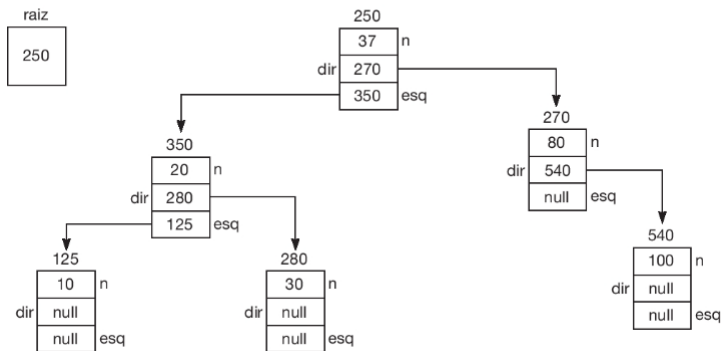 raiz
250
250
37 n
dir 270
350 esq
350
20 n
dir 280
125 esq
270
80 n
dir 540
null esq
125
10 n
dir null
null esq
280
30 n
dir null
null esq
540
100 n
dir null
null esq